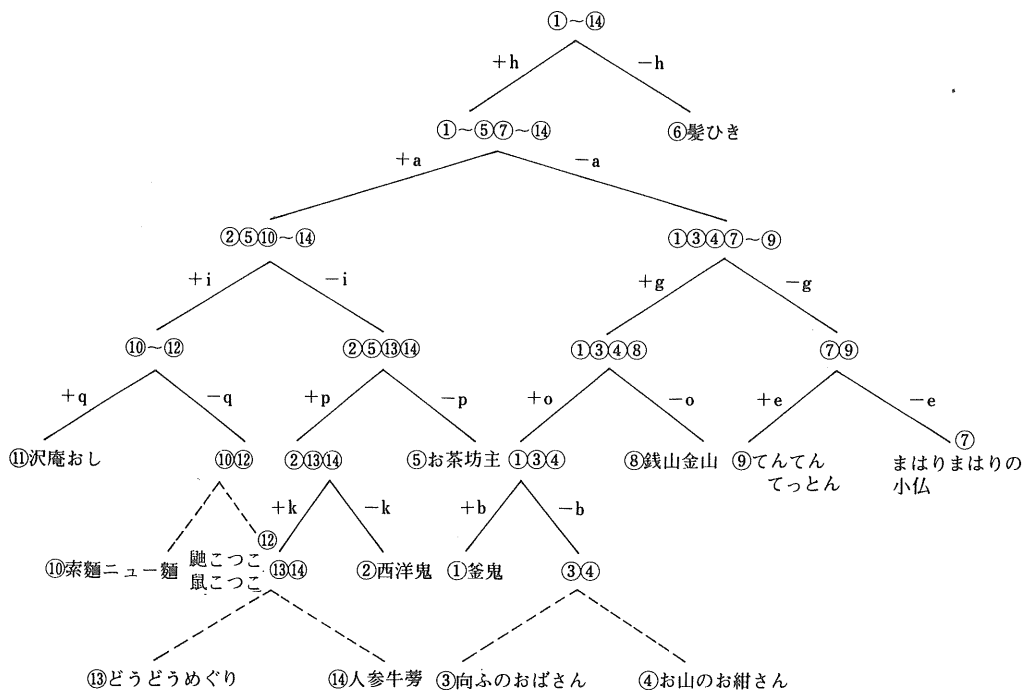 ①～⑭
+h
−h
①～⑤⑦～⑭
⑥髪ひき
+a
−a
②⑤⑩～⑭
①③④⑦～⑨
+i
−i
+g
−g
⑩～⑫
②⑤⑬⑭
①③④⑧
⑦⑨
+q
−q
+p
−p
+o
−o
+e
−e
⑪沢庵おし
⑩⑫
②⑬⑭
⑤お茶坊主
①③④
⑧銭山金山
⑨てんてん
てっとん
⑦
まはりまはりの
小仏
+k
−k
+b
−b
⑩索麺ニュー麺
⑫
鼬こつこ
鼠こつこ
⑬⑭
②西洋鬼
①釜鬼
③④
⑬どうどうめぐり
⑭人参牛蒡
③向ふのおばさん
④お山のお紺さん